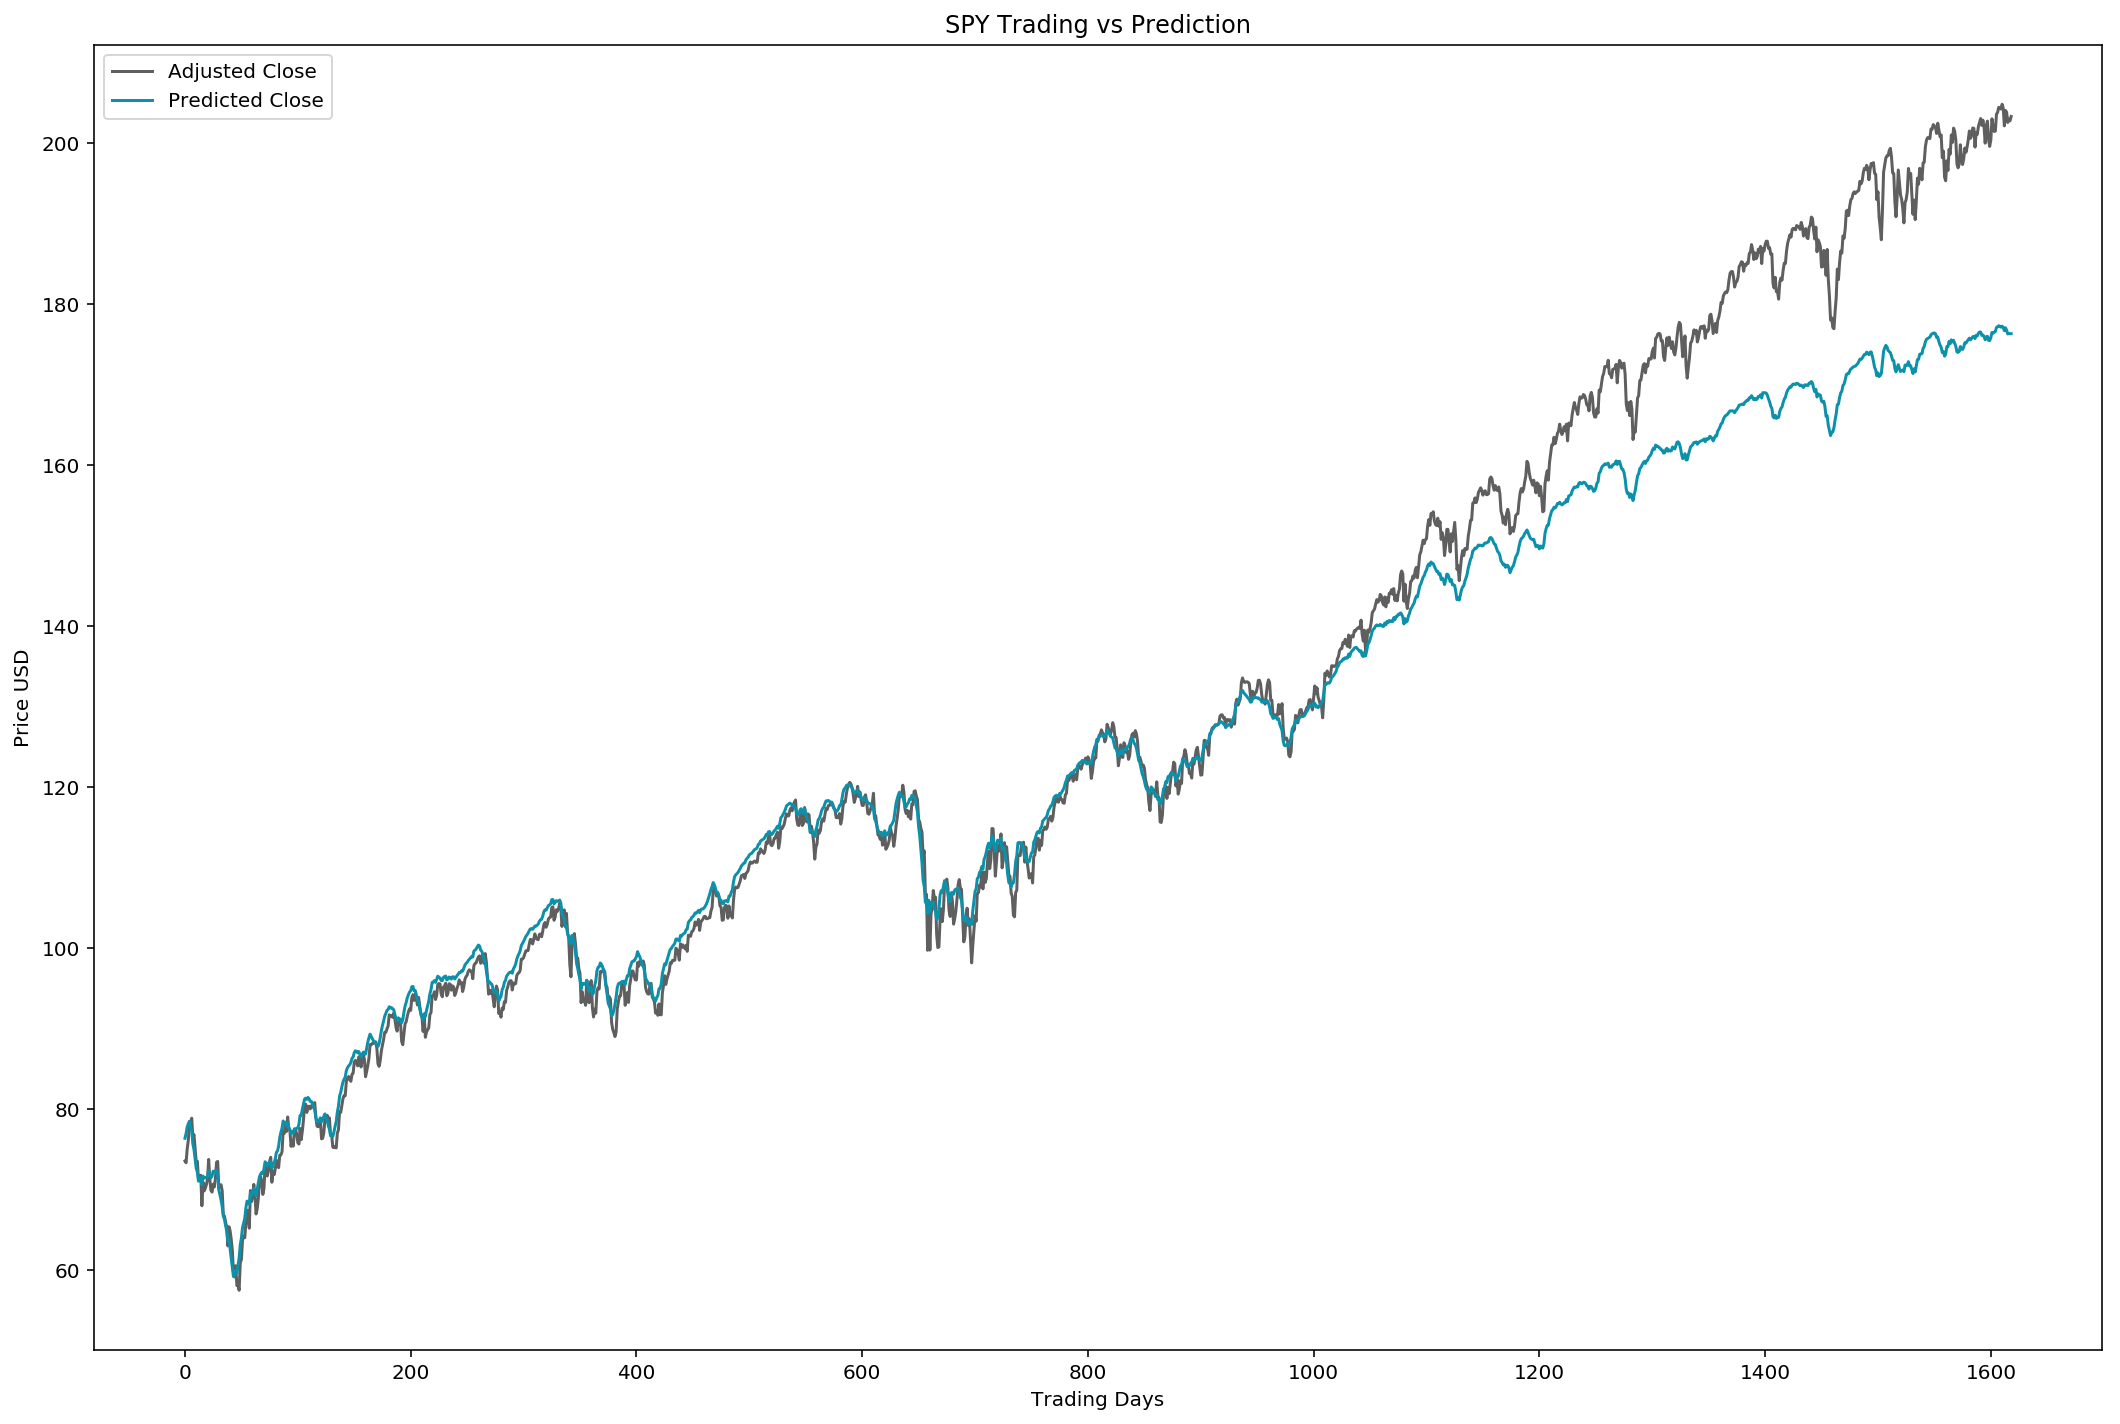 SPY Trading vs Prediction
Adjusted Close
Predicted Close
200
180
160
140
120
100
80
60
Price USD
0 200 400 600 800 1000 1200 1400 1600
Trading Days